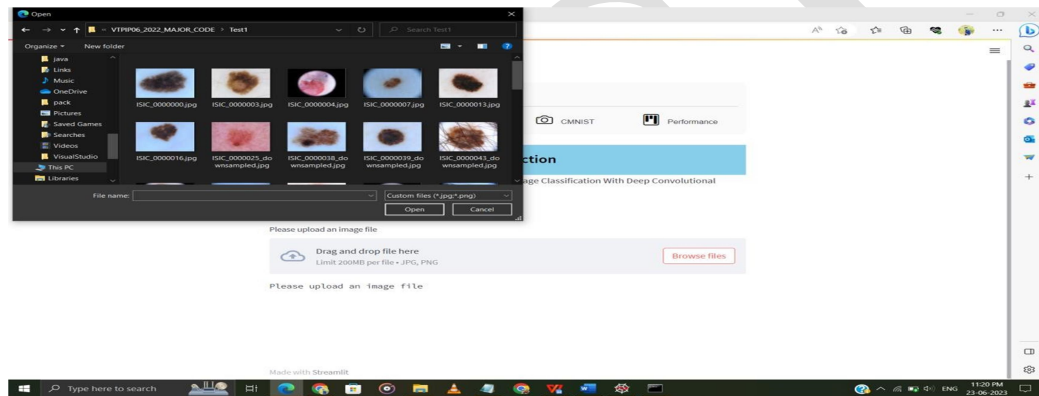 Open
« VTPIP06_2022_MAJOR_CODE > Test1
Search Test1
Organize
New folder
java
Links
Music
OneDrive
pack
Pictures
Saved Games
Searches
Videos
VisualStudio
This PC
Libraries
ISIC_0000000.jpg ISIC_0000003.jpg ISIC_0000004.jpg ISIC_0000007.jpg ISIC_0000013.jpg
ISIC_0000016.jpg ISIC_0000025_do ISIC_0000038_do ISIC_0000039_do ISIC_0000043_do
wnsampled.jpg wnsampled.jpg wnsampled.jpg wnsampled.jpg
File name:
Custom files (*.jpg;*.png)
Open Cancel
CMNIST Performance
ction
age Classification With Deep Convolutional
Please upload an image file
Drag and drop file here
Limit 200MB per file • JPG, PNG
Browse files
Please upload an image file
Made with Streamlit
Type here to search
ENG
11:20 PM
23-06-2023